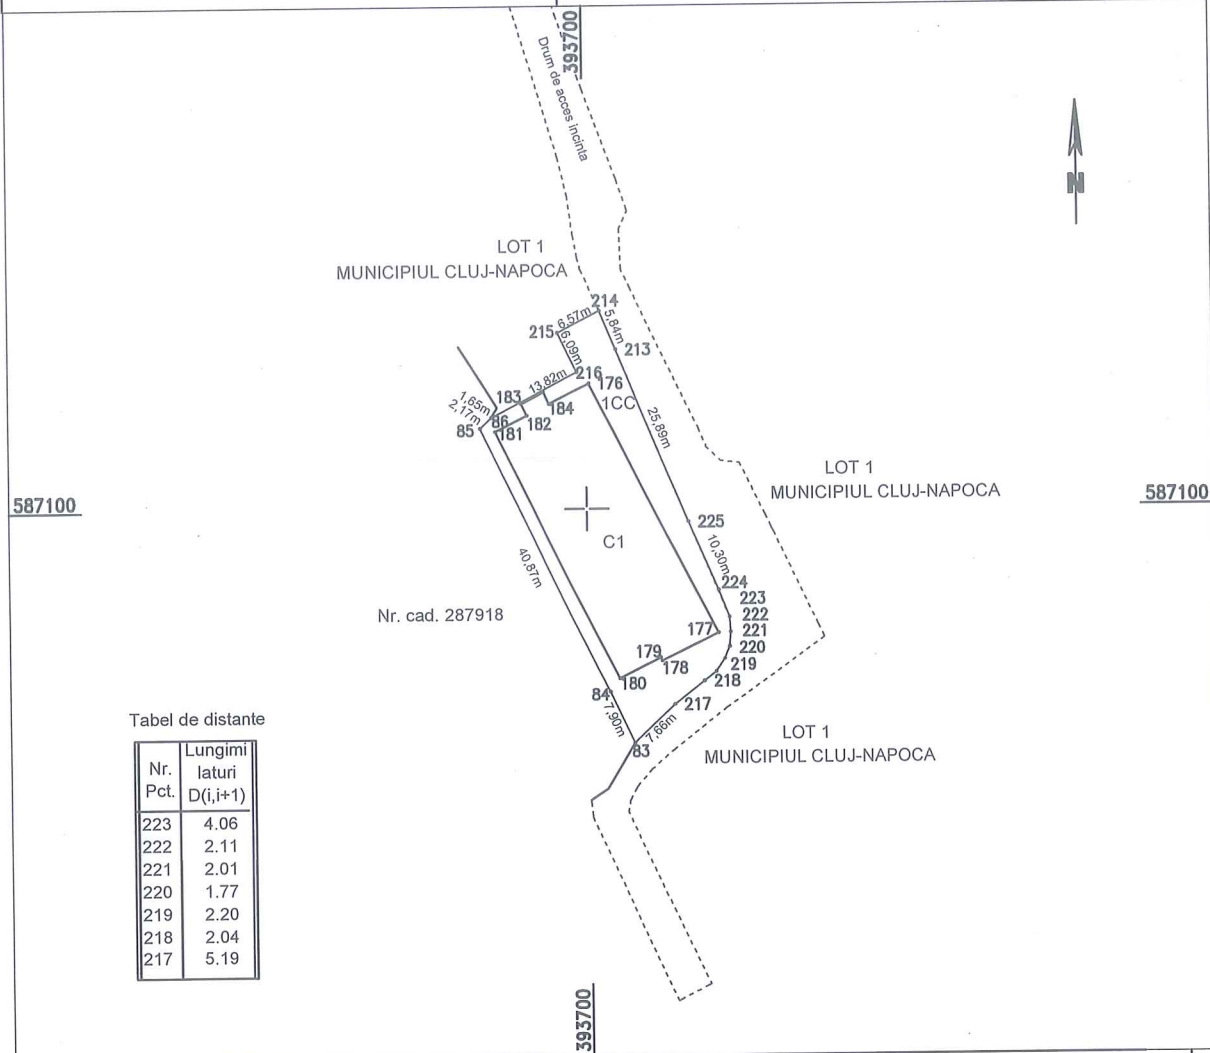 393700
Drum de acces incinta
N
LOT 1
MUNICIPIUL CLUJ-NAPOCA
214
6,57m
5,84m
215
213
6,09m
216
13,82m
176
183
184
1CC
1,65m
2,17m
86
182
85
181
25,89m
LOT 1
MUNICIPIUL CLUJ-NAPOCA
587100
587100
225
C1
10,30m
40,87m
224
223
Nr. cad. 287918
222
177
221
220
179
178
219
180
218
84
217
7,90m
7,66m
83
LOT 1
MUNICIPIUL CLUJ-NAPOCA
Tabel de distante
Nr. Pct.
Lungimi laturi D(i,i+1)
223 4.06
222 2.11
221 2.01
220 1.77
219 2.20
218 2.04
217 5.19
393700